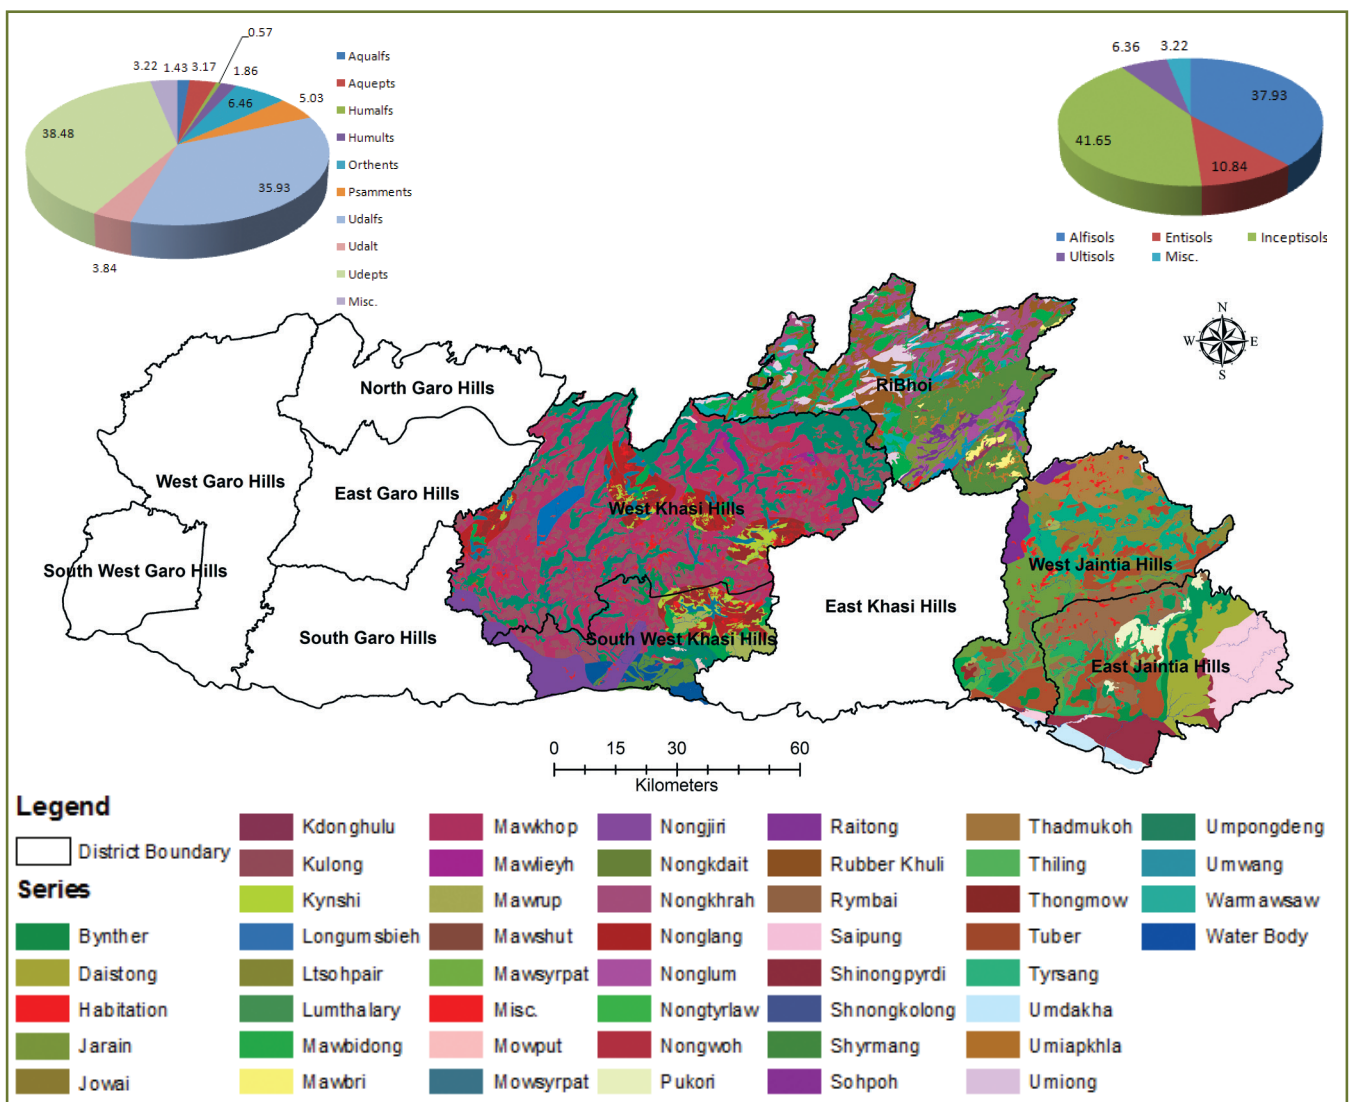 0.57
3.22 1.43 3.17 1.86
6.46
5.03
38.48
35.93
3.84
Aqualfs
Aquepts
Humalfs
Humults
Orthents
Psamments
Udalfs
Udalt
Udepts
Misc.
6.36 3.22
37.93
41.65
10.84
Alfisols Entisols Inceptisols
Ultisols Misc.
N
W E
S
RiBhoi
North Garo Hills
West Garo Hills
East Garo Hills
West Khasi Hills
South West Garo Hills
West Jaintia Hills
East Khasi Hills
South Garo Hills
South West Khasi Hills
East Jaintia Hills
0 15 30 60
Kilometers
Legend
District Boundary
Series
Bynther
Daistong
Habitation
Jarain
Jowai
Kdonghulu
Kulong
Kynshi
Longumsbieh
Ltsohpair
Lumthalary
Mawbidong
Mawbri
Mawkhop
Mawlieyh
Mawrup
Mawshut
Mawsyrpat
Misc.
Mowput
Mowsyrpat
Nongjiri
Nongkdait
Nongkhrah
Nonglang
Nonglum
Nongtyrlaw
Nongwoh
Pukori
Raitong
Rubber Khuli
Rymbai
Saipung
Shinongpyrdi
Shnongkolong
Shyrmang
Sohpoh
Thadmukoh
Thiling
Thongmow
Tuber
Tyrsang
Umdakha
Umiapkhla
Umiong
Umpongdeng
Umwang
Warmawsaw
Water Body